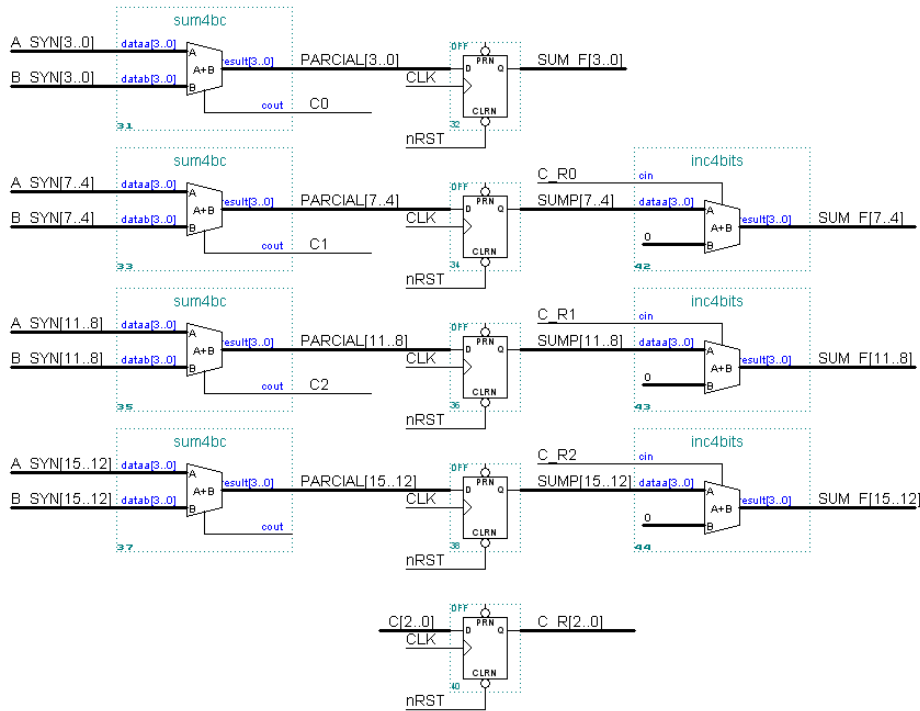 sum4bc
A_SYN[3..0] dataa[3..0] A A+B result[3..0] PARCIAL[3..0] DFF PRN D Q SUM_F[3..0]
B_SYN[3..0] datab[3..0] B CLK CLRN
cout C0
31 32
nRST
sum4bc inc4bits
A_SYN[7..4] dataa[3..0] A A+B result[3..0] PARCIAL[7..4] DFF PRN D Q SUMP[7..4] C_R0 cin dataa[3..0] A A+B result[3..0] SUM_F[7..4]
B_SYN[7..4] datab[3..0] B CLK CLRN 0 B
cout C1
33 34 42
nRST
sum4bc inc4bits
A_SYN[11..8] dataa[3..0] A A+B result[3..0] PARCIAL[11..8] DFF PRN D Q SUMP[11..8] C_R1 cin dataa[3..0] A A+B result[3..0] SUM_F[11..8]
B_SYN[11..8] datab[3..0] B CLK CLRN 0 B
cout C2
35 36 43
nRST
sum4bc inc4bits
A_SYN[15..12] dataa[3..0] A A+B result[3..0] PARCIAL[15..12] DFF PRN D Q SUMP[15..12] C_R2 cin dataa[3..0] A A+B result[3..0] SUM_F[15..12]
B_SYN[15..12] datab[3..0] B CLK CLRN 0 B
cout
37 38 44
nRST
C[2..0] DFF PRN D Q C_R[2..0]
CLK CLRN
40
nRST